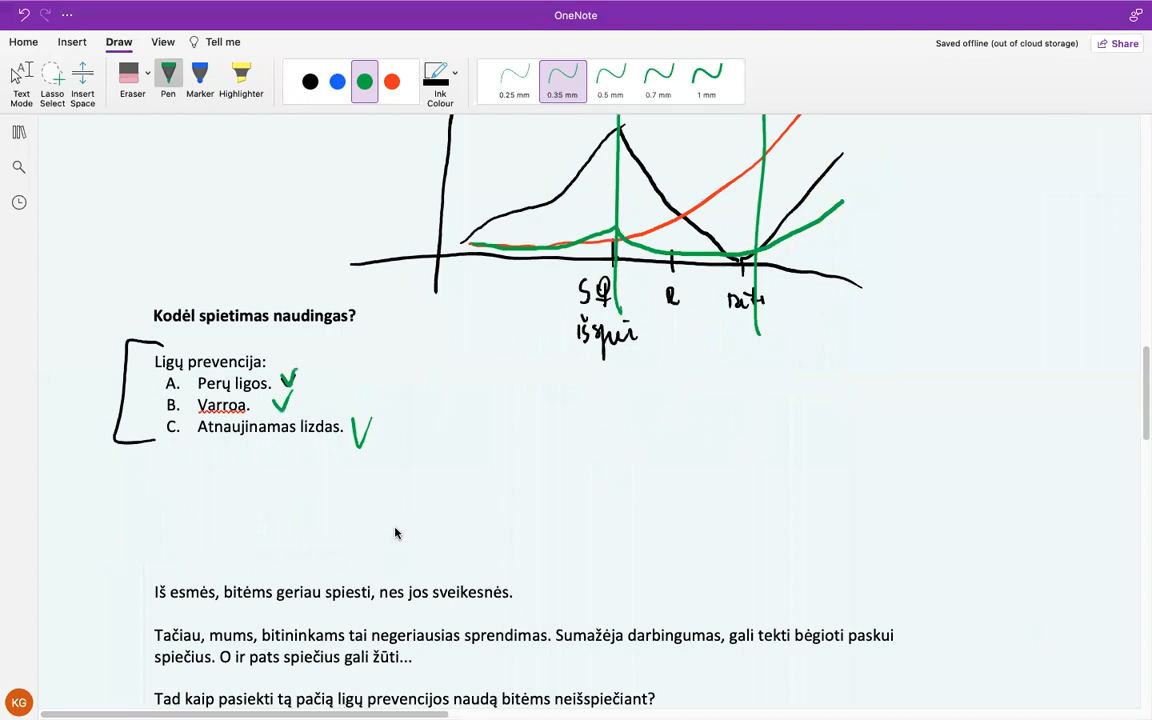 OneNote
Home Insert Draw View Tell me
Saved offline (out of cloud storage) Share
Text Mode
Lasso Select
Insert Space
Eraser
Pen
Marker
Highlighter
Ink Colour
0.25 mm 0.35 mm 0.5 mm 0.7 mm 1 mm
Kodėl spietimas naudingas?
Ligų prevencija:
A. Perų ligos.
B. Varroa.
C. Atnaujinamas lizdas.
Iš esmės, bitėms geriau spiesti, nes jos sveikesnės.
Tačiau, mums, bitininkams tai negeriausias sprendimas. Sumažėja darbingumas, gali tekti bėgioti paskui
spiečius. O ir pats spiečius gali žūti...
Tad kaip pasiekti tą pačią ligų prevencijos naudą bitėms neišspiečiant?
KG